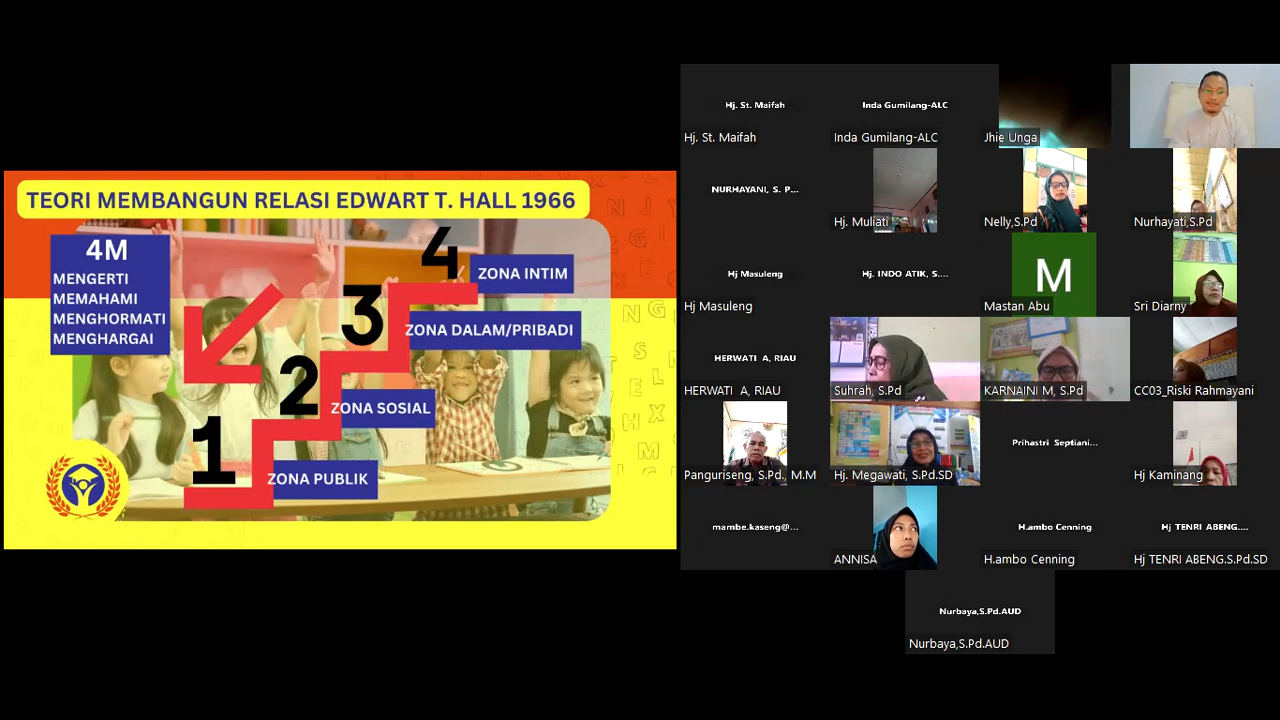 TEORI MEMBANGUN RELASI EDWART T. HALL 1966
4M
MENGERTI
MEMAHAMI
MENGHORMATI
MENGHARGAI
4
ZONA INTIM
3
ZONA DALAM/PRIBADI
2
ZONA SOSIAL
1
ZONA PUBLIK
Hj. St. Maifah
Hj. St. Maifah
Inda Gumilang-ALC
Inda Gumilang-ALC
Jhie Unga
NURHAYANI, S. P...
Hj. Muliati
Nelly,S.Pd
Nurhayati,S.Pd
Hj Masuleng
Hj Masuleng
Hj. INDO ATIK, S....
M
Mastan Abu
Sri Diarny
HERWATI A, RIAU
HERWATI A, RIAU
Suhrah, S.Pd
KARNAINI M, S.Pd
CC03_Riski Rahmayani
Panguriseng, S.Pd., M.M
Hj. Megawati, S.Pd.SD
Prihastri Septiani...
Hj Kaminang
mambe.kaseng@...
ANNISA
H.ambo Cenning
H.ambo Cenning
Hj TENRI ABENG....
Hj TENRI ABENG.S.Pd.SD
Nurbaya,S.Pd.AUD
Nurbaya,S.Pd.AUD